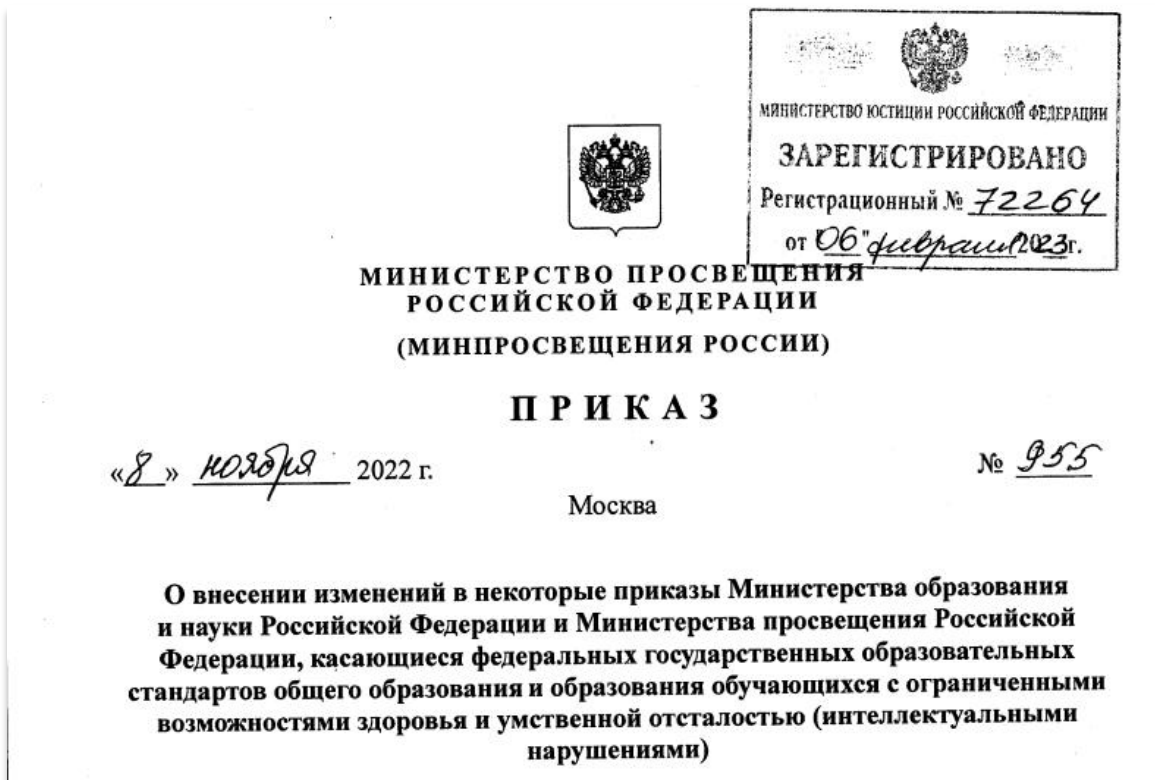 МИНИСТЕРСТВО ЮСТИЦИИ РОССИЙСКОЙ ФЕДЕРАЦИИ
ЗАРЕГИСТРИРОВАНО
Регистрационный № 72264
от "06" февраля 2023г.
МИНИСТЕРСТВО ПРОСВЕЩЕНИЯ
РОССИЙСКОЙ ФЕДЕРАЦИИ
(МИНПРОСВЕЩЕНИЯ РОССИИ)
ПРИКАЗ
«8» ноября 2022 г.
№ 955
Москва
О внесении изменений в некоторые приказы Министерства образования
и науки Российской Федерации и Министерства просвещения Российской
Федерации, касающиеся федеральных государственных образовательных
стандартов общего образования и образования обучающихся с ограниченными
возможностями здоровья и умственной отсталостью (интеллектуальными
нарушениями)